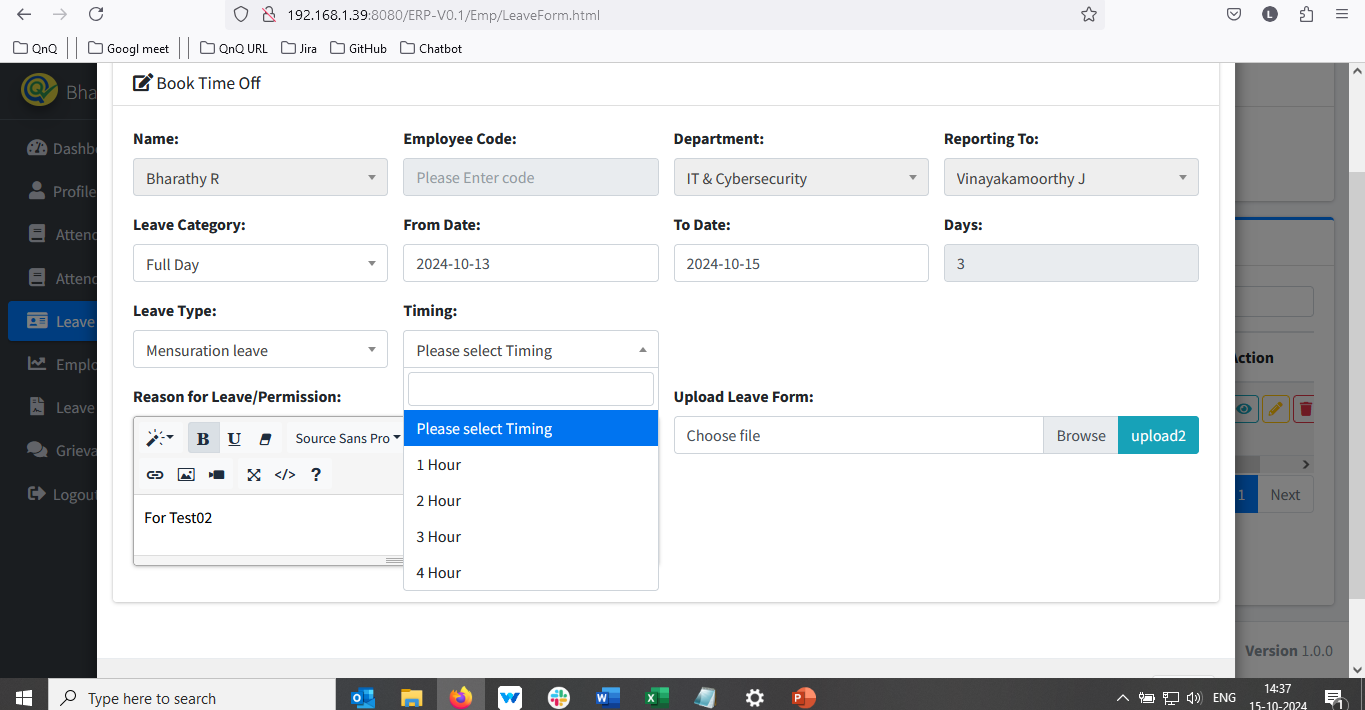 192.168.1.39:8080/ERP-V0.1/Emp/LeaveForm.html
L
QnQ
Googl meet
QnQ URL
Jira
GitHub
Chatbot
Bha
Dashb
Profile
Attend
Attend
Leave
Emplo
Leave
Grieva
Logout
Book Time Off
Name: Employee Code: Department: Reporting To:
Bharathy R Please Enter code IT & Cybersecurity Vinayakamoorthy J
Leave Category: From Date: To Date: Days:
Full Day 2024-10-13 2024-10-15 3
Leave Type: Timing:
Mensuration leave Please select Timing
Reason for Leave/Permission: Upload Leave Form:
B U Source Sans Pro
</> ?
For Test02
Please select Timing
1 Hour
2 Hour
3 Hour
4 Hour
Choose file Browse upload2
ction
1 Next
Version 1.0.0
Type here to search
ENG
14:37
15-10-2024
1